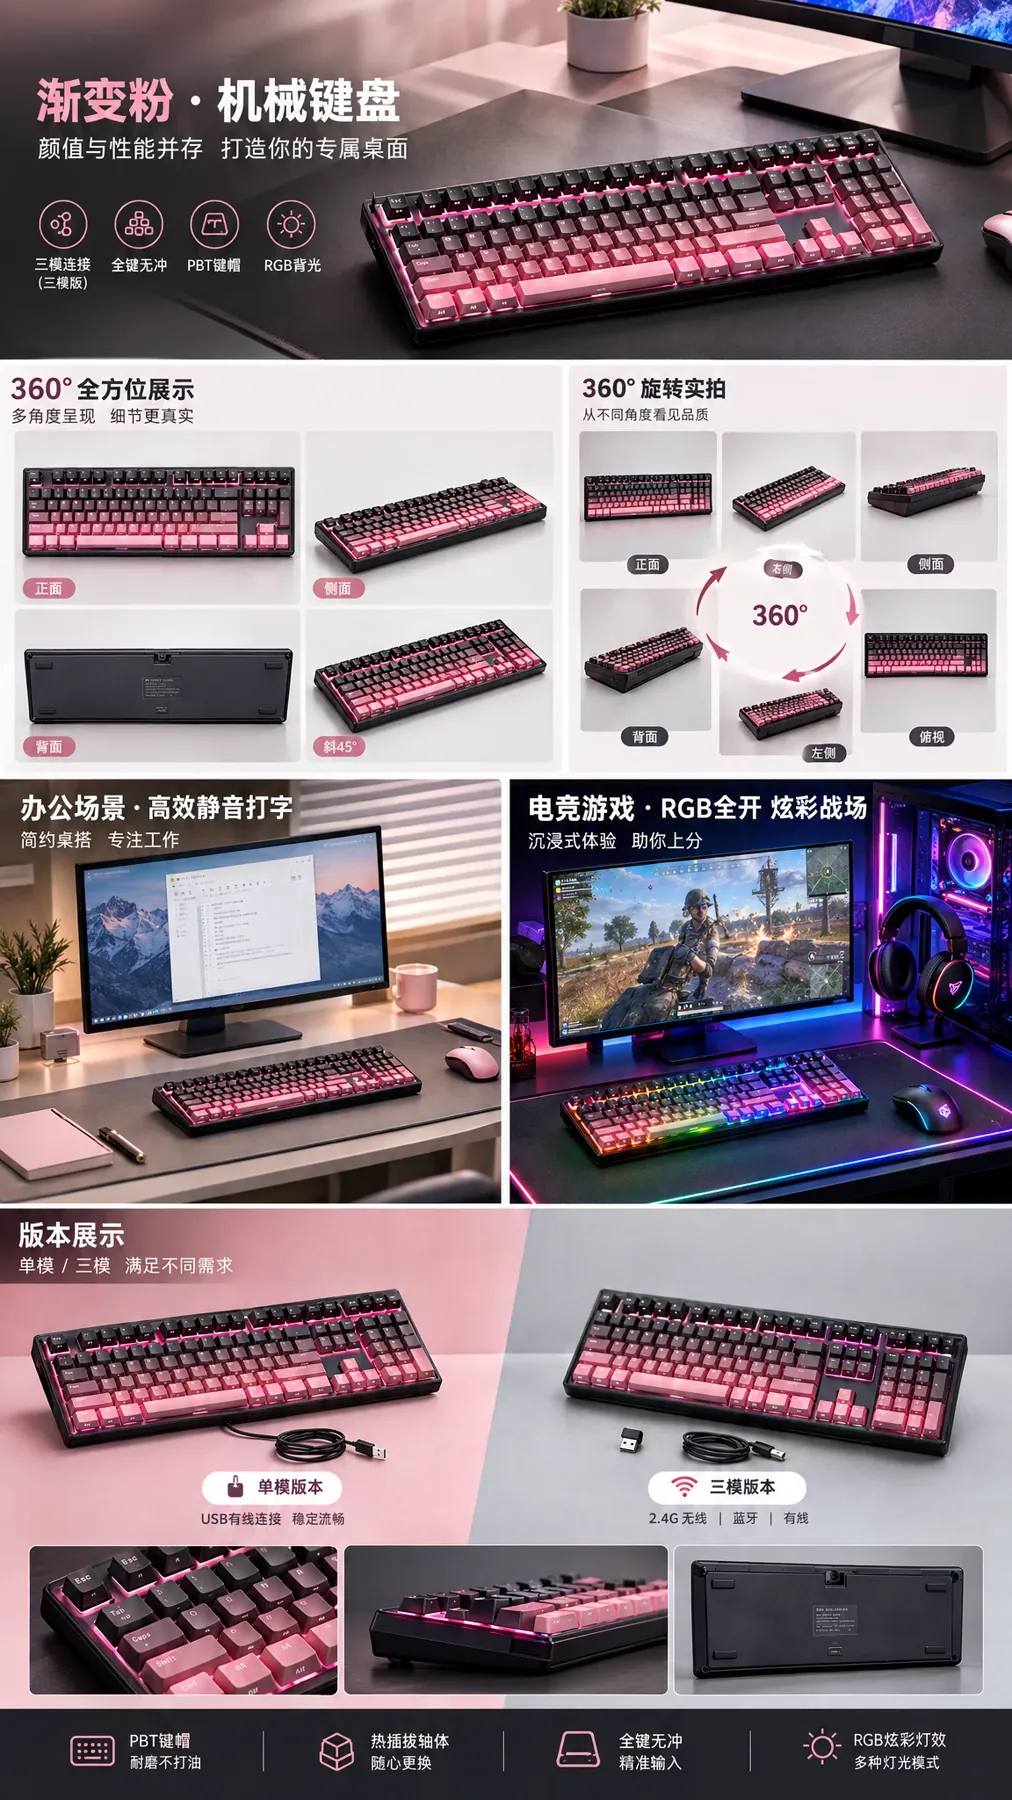 渐变粉·机械键盘
颜值与性能并存 打造你的专属桌面
三模连接
(三模版)
全键无冲
PBT键帽
RGB背光
360°全方位展示
多角度呈现 细节更真实
正面
侧面
背面
斜45°
360°旋转实拍
从不同角度看见品质
正面
右侧
侧面
360°
背面
左侧
俯视
办公场景·高效静音打字
简约桌搭 专注工作
电竞游戏·RGB全开 炫彩战场
沉浸式体验 助你上分
版本展示
单模 / 三模 满足不同需求
单模版本
USB有线连接 稳定流畅
三模版本
2.4G 无线 | 蓝牙 | 有线
Esc
Esc
Tab
Caps
Shift
Ctrl
PBT键帽
耐磨不打油
热插拔轴体
随心更换
全键无冲
精准输入
RGB炫彩灯效
多种灯光模式